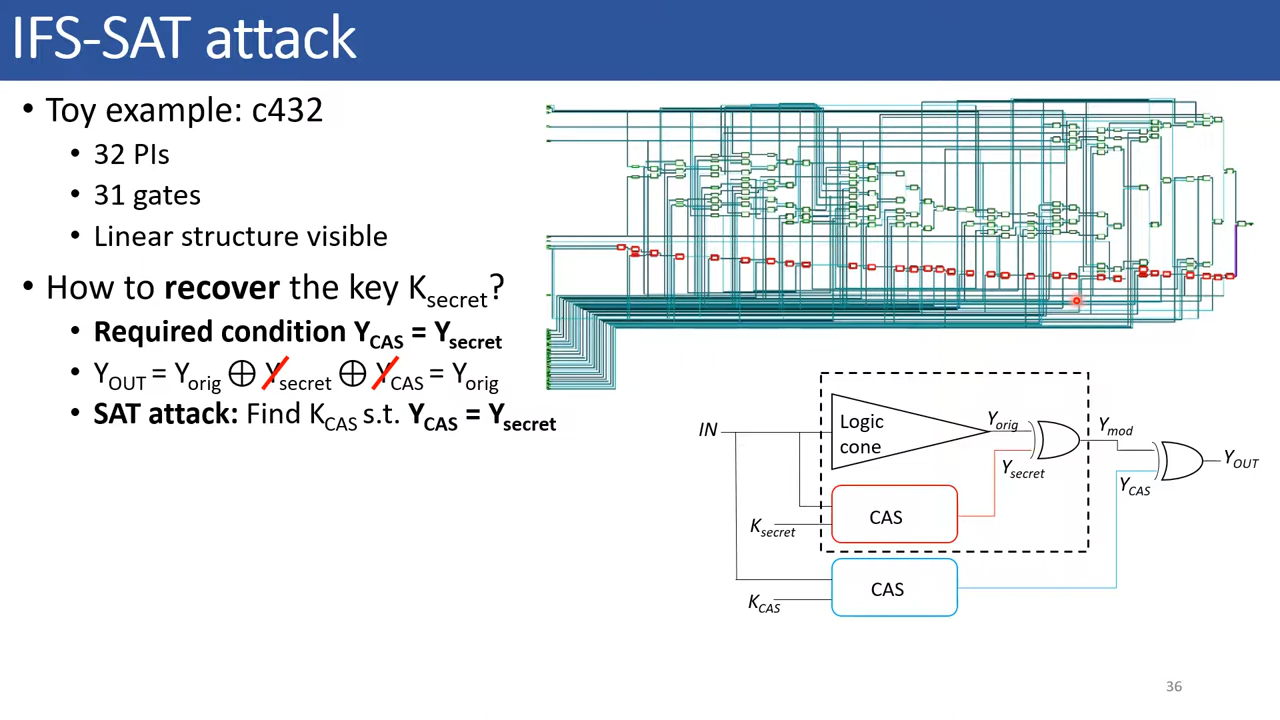 IFS-SAT attack
• Toy example: c432
• 32 PIs
• 31 gates
• Linear structure visible
• How to recover the key Ksecret?
• Required condition YCAS = Ysecret
• YOUT = Yorig ⊕ Ysecret ⊕ YCAS = Yorig
• SAT attack: Find KCAS s.t. YCAS = Ysecret
IN
Logic
cone
Yorig
Ymod
Ysecret
YCAS
YOUT
CAS
Ksecret
CAS
KCAS
36